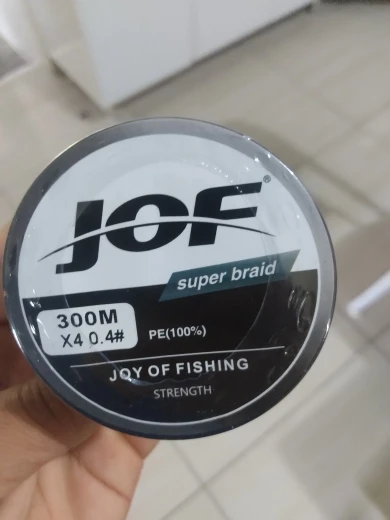 JOF®
super braid
300M
X4 0.4#
PE(100%)
JOY OF FISHING
STRENGTH